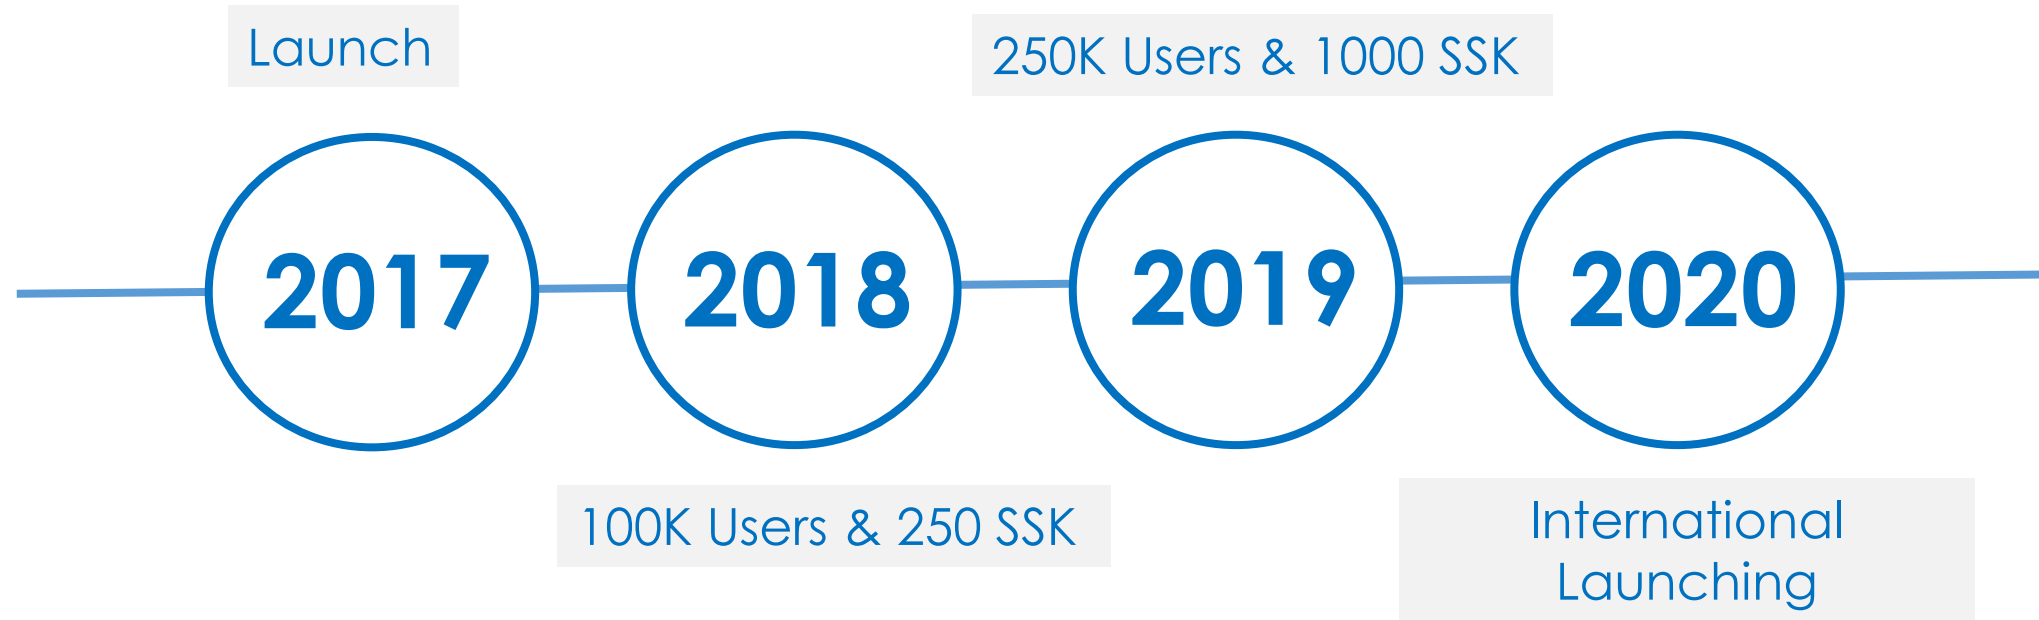 Launch
250K Users & 1000 SSK
2017
2018
2019
2020
100K Users & 250 SSK
International
Launching